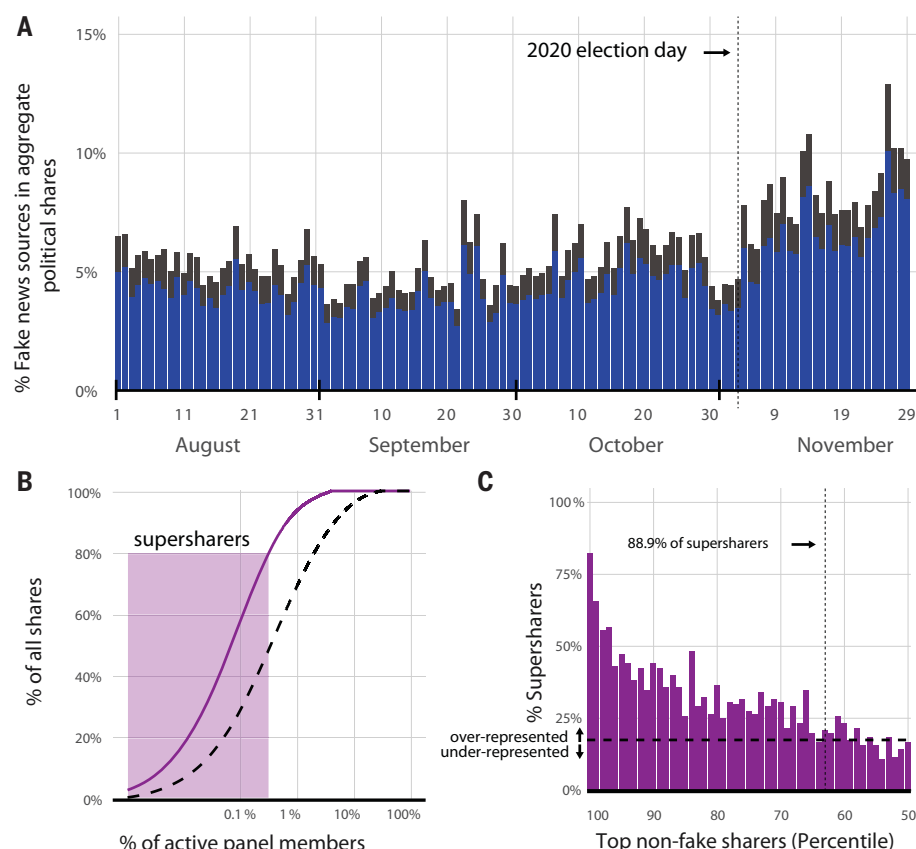 A
% Fake news sources in aggregate
political shares
15%
10%
5%
0%
2020 election day
1 11 21 31 10 20 30 10 20 30 9 19 29
August September October November
B
% of all shares
100%
80%
60%
40%
20%
0%
supersharers
0.1 % 1 % 10% 100%
% of active panel members
C
% Supersharers
100 %
75%
50%
25%
0%
88.9% of supersharers
over-represented
under-represented
100 90 80 70 60 50
Top non-fake sharers (Percentile)